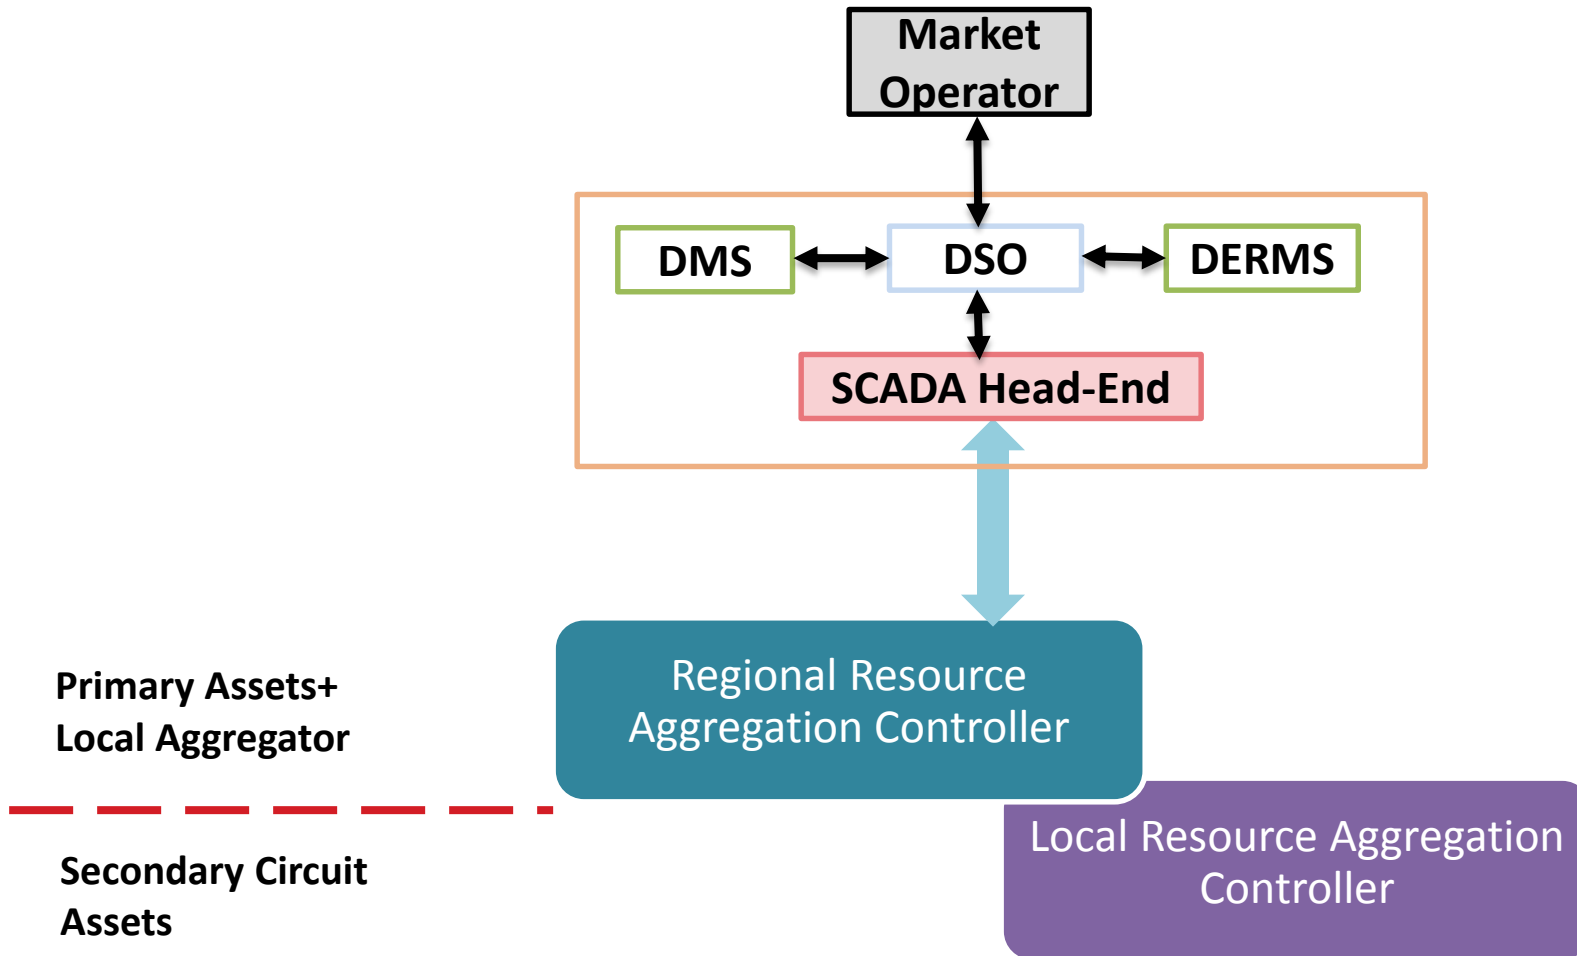 Market
Operator
DMS
DSO
DERMS
SCADA Head-End
Regional Resource
Aggregation Controller
Primary Assets+
Local Aggregator
Local Resource Aggregation
Controller
Secondary Circuit
Assets